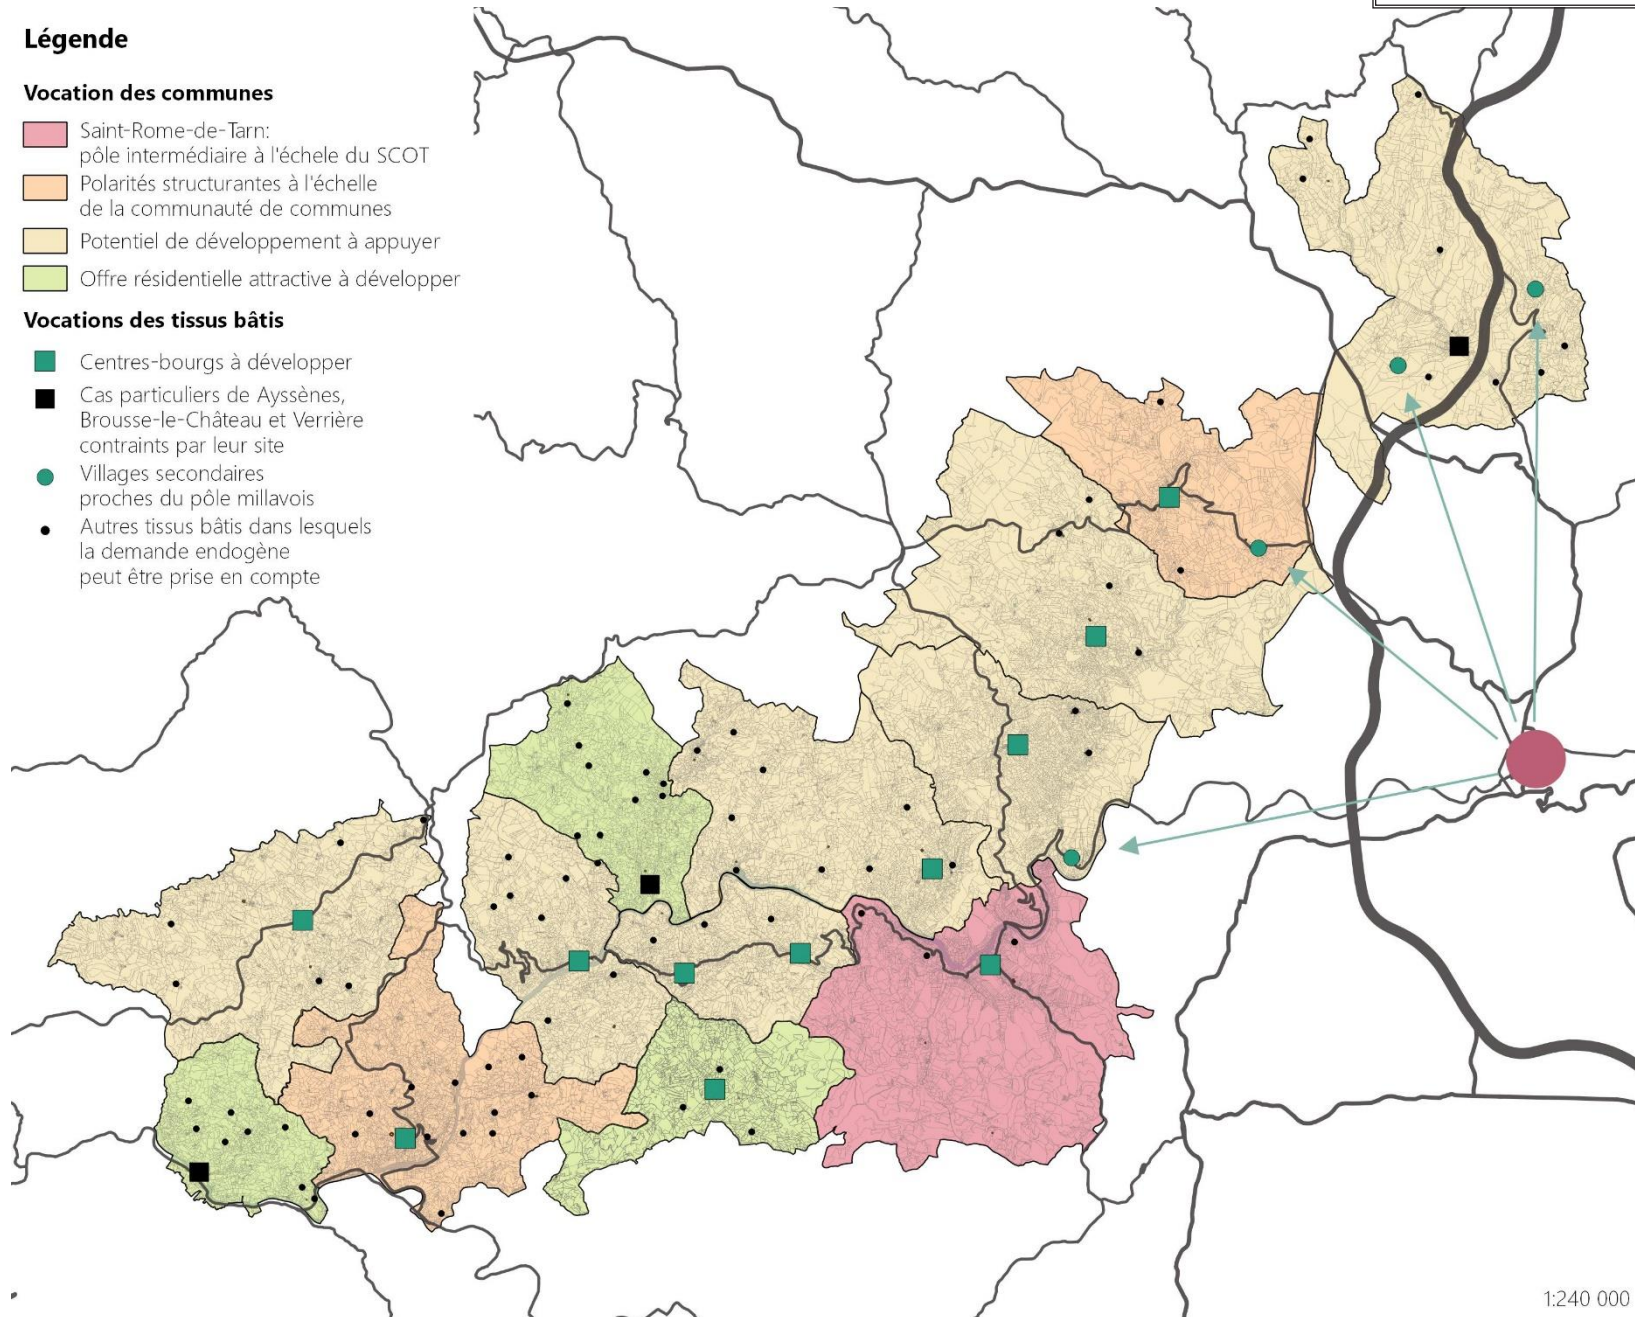 Légende
Vocation des communes
Saint-Rome-de-Tarn:
pôle intermédiaire à l'échele du SCOT
Polarités structurantes à l'échelle
de la communauté de communes
Potentiel de développement à appuyer
Offre résidentielle attractive à développer
Vocations des tissus bâtis
Centres-bourgs à développer
Cas particuliers de Ayssènes,
Brousse-le-Château et Verrière
contraints par leur site
Villages secondaires
proches du pôle millavois
Autres tissus bâtis dans lesquels
la demande endogène
peut être prise en compte
1:240 000